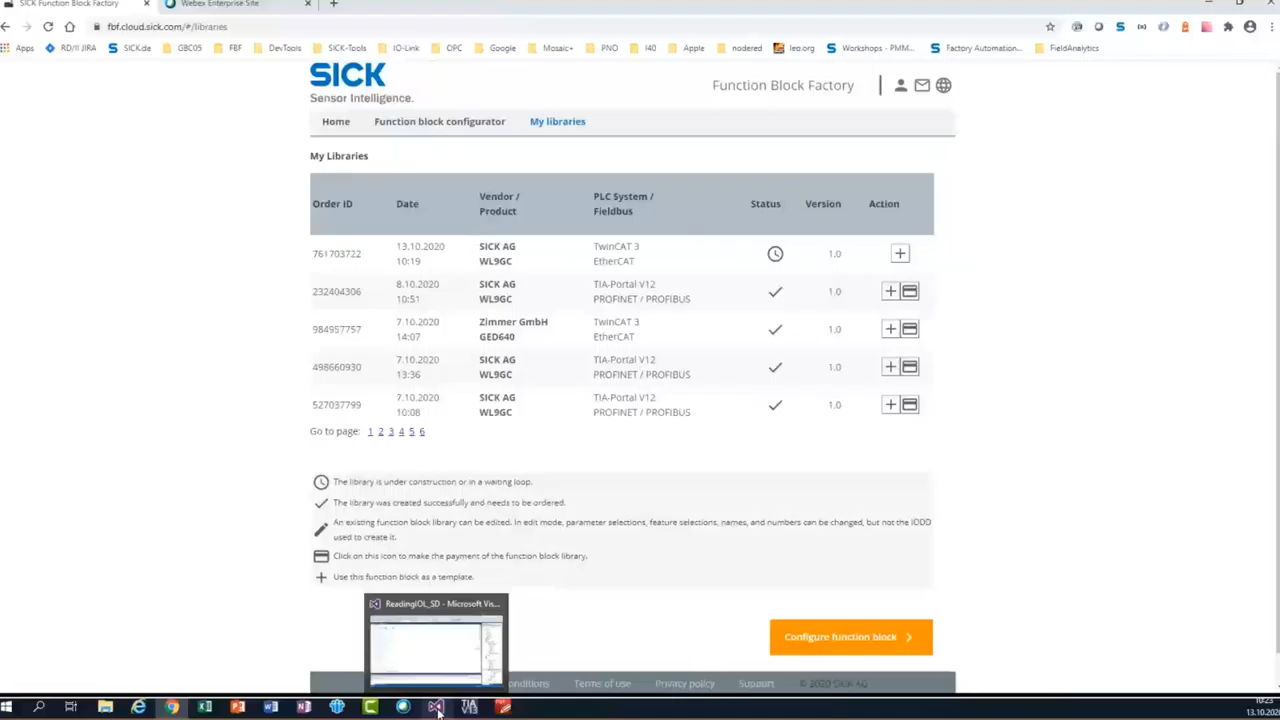 SICK Function Block Factory
Webex Enterprise Site
fbf.cloud.sick.com/#/libraries
Apps RD/II JIRA SICK.de GBC05 FBF DevTools SICK-Tools IO-Link OPC Google Mosaic+ PNO I40 Apple nodered leo.org Workshops - PMM... Factory Automation... FieldAnalytics
SICK
Sensor Intelligence.
Function Block Factory
Home Function block configurator My libraries
My Libraries
Order ID Date Vendor / Product PLC System / Fieldbus Status Version Action
761703722 13.10.2020 10:19 SICK AG WL9GC TwinCAT 3 EtherCAT 1.0
232404306 8.10.2020 10:51 SICK AG WL9GC TIA-Portal V12 PROFINET / PROFIBUS 1.0
984957757 7.10.2020 14:07 Zimmer GmbH GED640 TwinCAT 3 EtherCAT 1.0
498660930 7.10.2020 13:36 SICK AG WL9GC TIA-Portal V12 PROFINET / PROFIBUS 1.0
527037799 7.10.2020 10:08 SICK AG WL9GC TIA-Portal V12 PROFINET / PROFIBUS 1.0
Go to page: 1 2 3 4 5 6
The library is under construction or in a waiting loop.
The library was created successfully and needs to be ordered.
An existing function block library can be edited. In edit mode, parameter selections, feature selections, names, and numbers can be changed, but not the IODD
used to create it.
Click on this icon to make the payment of the function block library.
Use this function block as a template.
ReadingIOL_SD - Microsoft Vis...
Configure function block
onditions Terms of use Privacy policy Support © 2020 SICK AG
10:23
13.10.2020